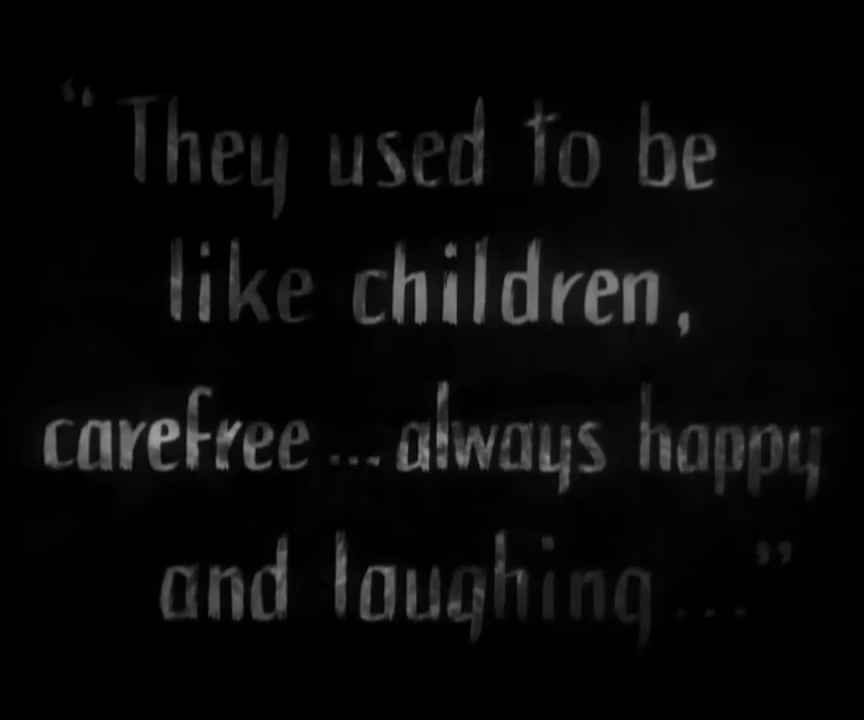 “They used to be
like children,
carefree...always happy
and laughing...”